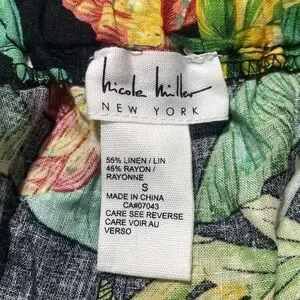 nicole miller
NEW YORK
55% LINEN / LIN
45% RAYON /
RAYONNE
S
MADE IN CHINA
CA#07043
CARE SEE REVERSE
CARE VOIR AU
VERSO